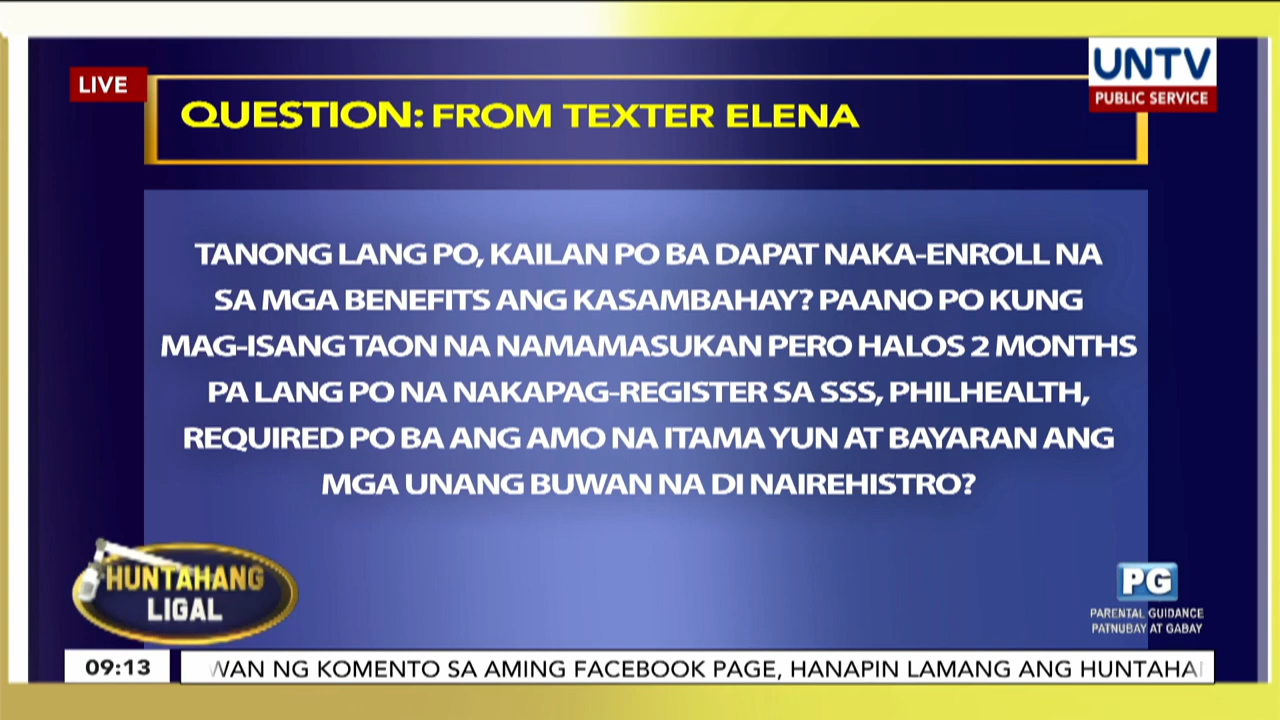 LIVE
UNTV
PUBLIC SERVICE
QUESTION: FROM TEXTER ELENA
TANONG LANG PO, KAILAN PO BA DAPAT NAKA-ENROLL NA
SA MGA BENEFITS ANG KASAMBAHAY? PAANO PO KUNG
MAG-ISANG TAON NA NAMAMASUKAN PERO HALOS 2 MONTHS
PA LANG PO NA NAKAPAG-REGISTER SA SSS, PHILHEALTH,
REQUIRED PO BA ANG AMO NA ITAMA YUN AT BAYARAN ANG
MGA UNANG BUWAN NA DI NAIREHISTRO?
HUNTAHANG
LIGAL
PG
PARENTAL GUIDANCE
PATNUBAY AT GABAY
09:13
WAN NG KOMENTO SA AMING FACEBOOK PAGE, HANAPIN LAMANG ANG HUNTAHA